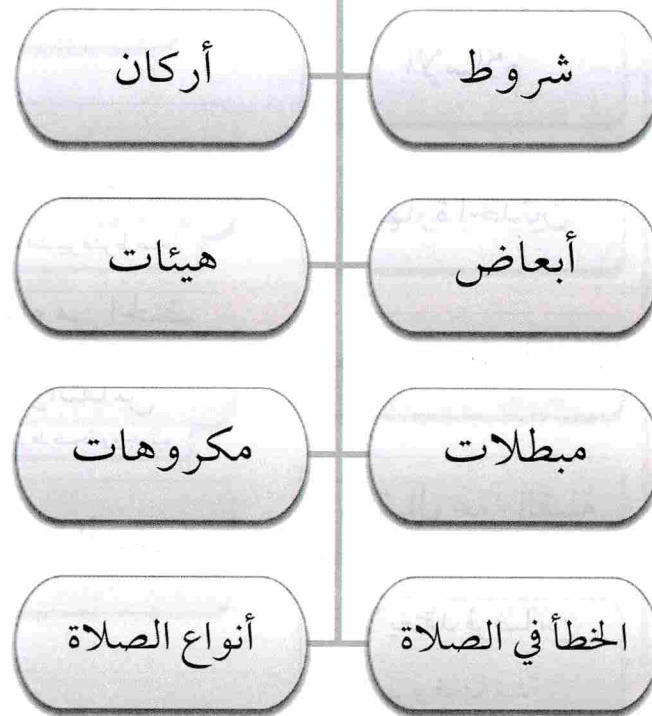 شروط
أركان
أبعاض
هيئات
مبطلات
مكروهات
الخطأ في الصلاة
أنواع الصلاة